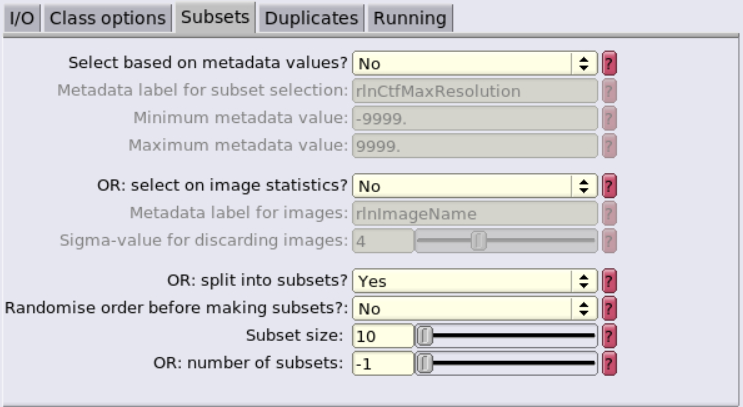 I/O Class options Subsets Duplicates Running
Select based on metadata values? No ?
Metadata label for subset selection: rlnCtfMaxResolution ?
Minimum metadata value: -9999. ?
Maximum metadata value: 9999. ?
OR: select on image statistics? No ?
Metadata label for images: rlnImageName ?
Sigma-value for discarding images: 4 ?
OR: split into subsets? Yes ?
Randomise order before making subsets?: No ?
Subset size: 10 ?
OR: number of subsets: -1 ?